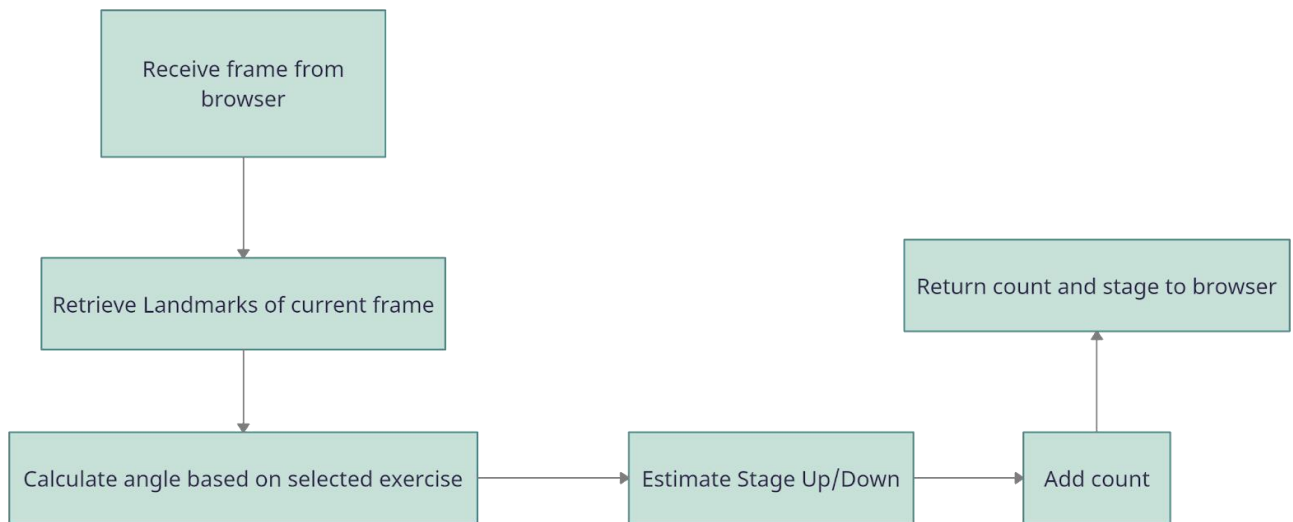 Receive frame from
browser
Retrieve Landmarks of current frame
Calculate angle based on selected exercise
Estimate Stage Up/Down
Add count
Return count and stage to browser